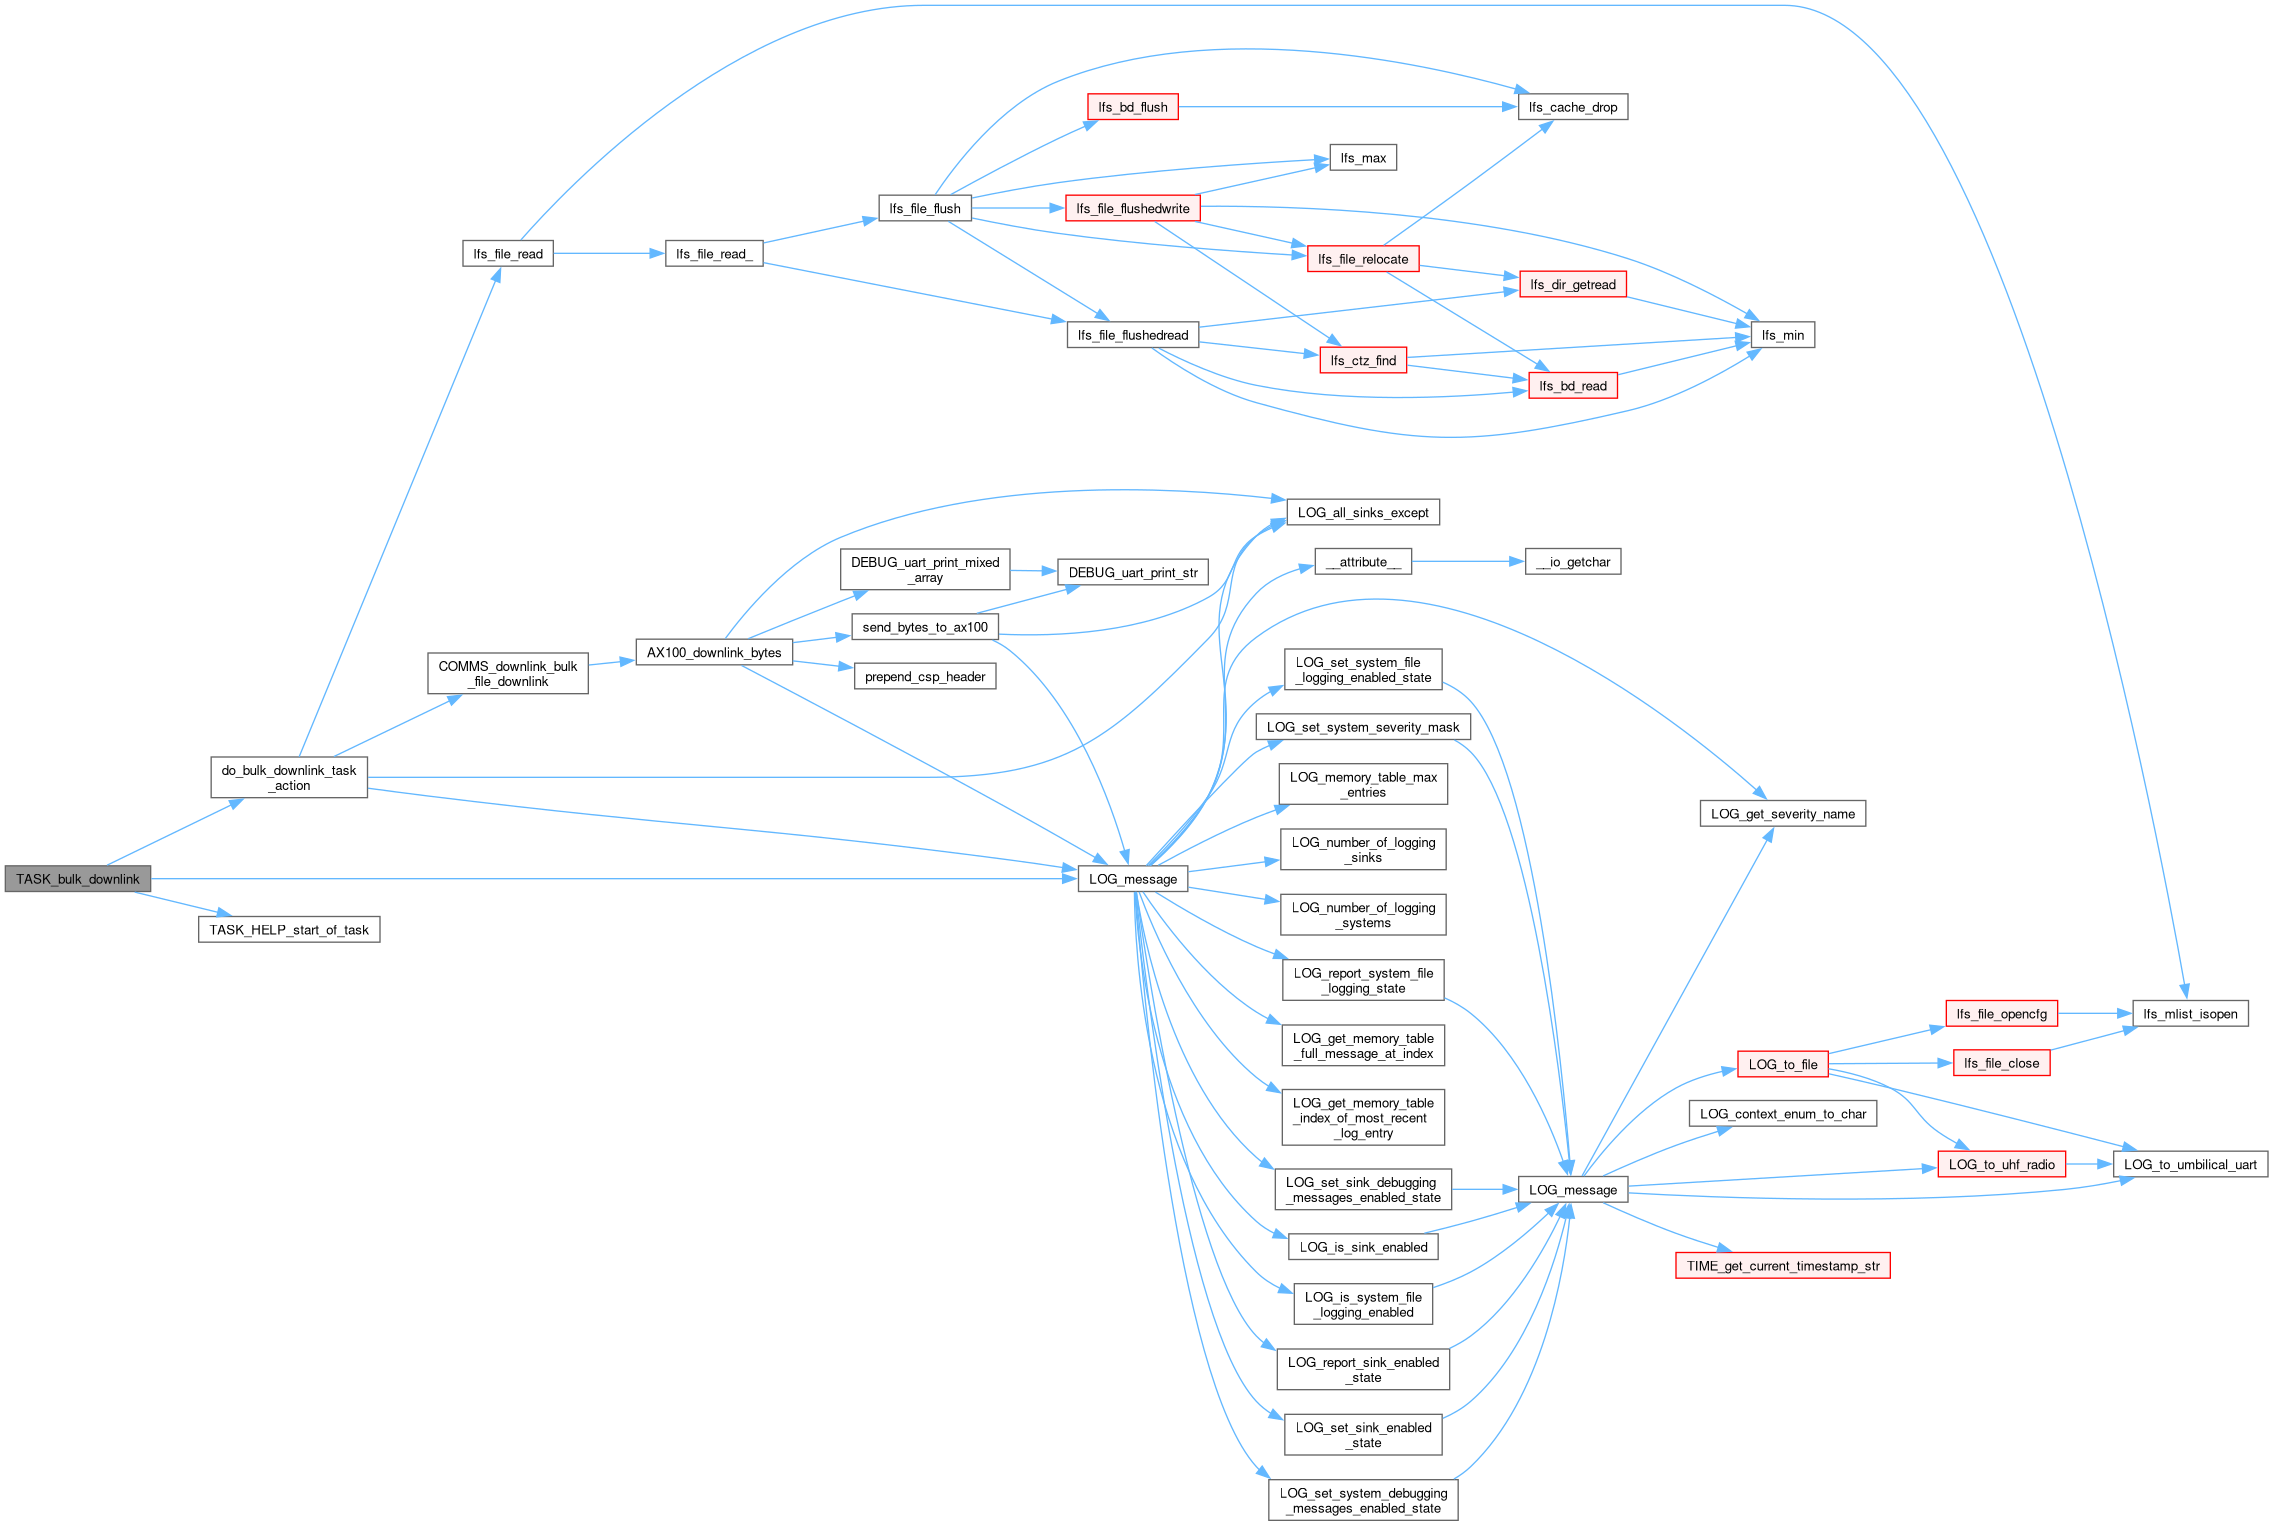 lfs_bd_flush
lfs_cache_drop
lfs_max
lfs_file_flush
lfs_file_flushedwrite
lfs_file_read
lfs_file_read_
lfs_file_relocate
lfs_dir_getread
lfs_file_flushedread
lfs_min
lfs_ctz_find
lfs_bd_read
LOG_all_sinks_except
DEBUG_uart_print_mixed
_array
DEBUG_uart_print_str
__attribute__
__io_getchar
send_bytes_to_ax100
AX100_downlink_bytes
COMMS_downlink_bulk
_file_downlink
prepend_csp_header
LOG_set_system_file
_logging_enabled_state
LOG_set_system_severity_mask
do_bulk_downlink_task
_action
LOG_memory_table_max
_entries
LOG_get_severity_name
LOG_number_of_logging
_sinks
TASK_bulk_downlink
LOG_message
TASK_HELP_start_of_task
LOG_number_of_logging
_systems
LOG_report_system_file
_logging_state
lfs_file_opencfg
lfs_mlist_isopen
LOG_get_memory_table
_full_message_at_index
LOG_to_file
lfs_file_close
LOG_get_memory_table
_index_of_most_recent
_log_entry
LOG_context_enum_to_char
LOG_to_uhf_radio
LOG_to_umbilical_uart
LOG_set_sink_debugging
_messages_enabled_state
LOG_message
LOG_is_sink_enabled
TIME_get_current_timestamp_str
LOG_is_system_file
_logging_enabled
LOG_report_sink_enabled
_state
LOG_set_sink_enabled
_state
LOG_set_system_debugging
_messages_enabled_state